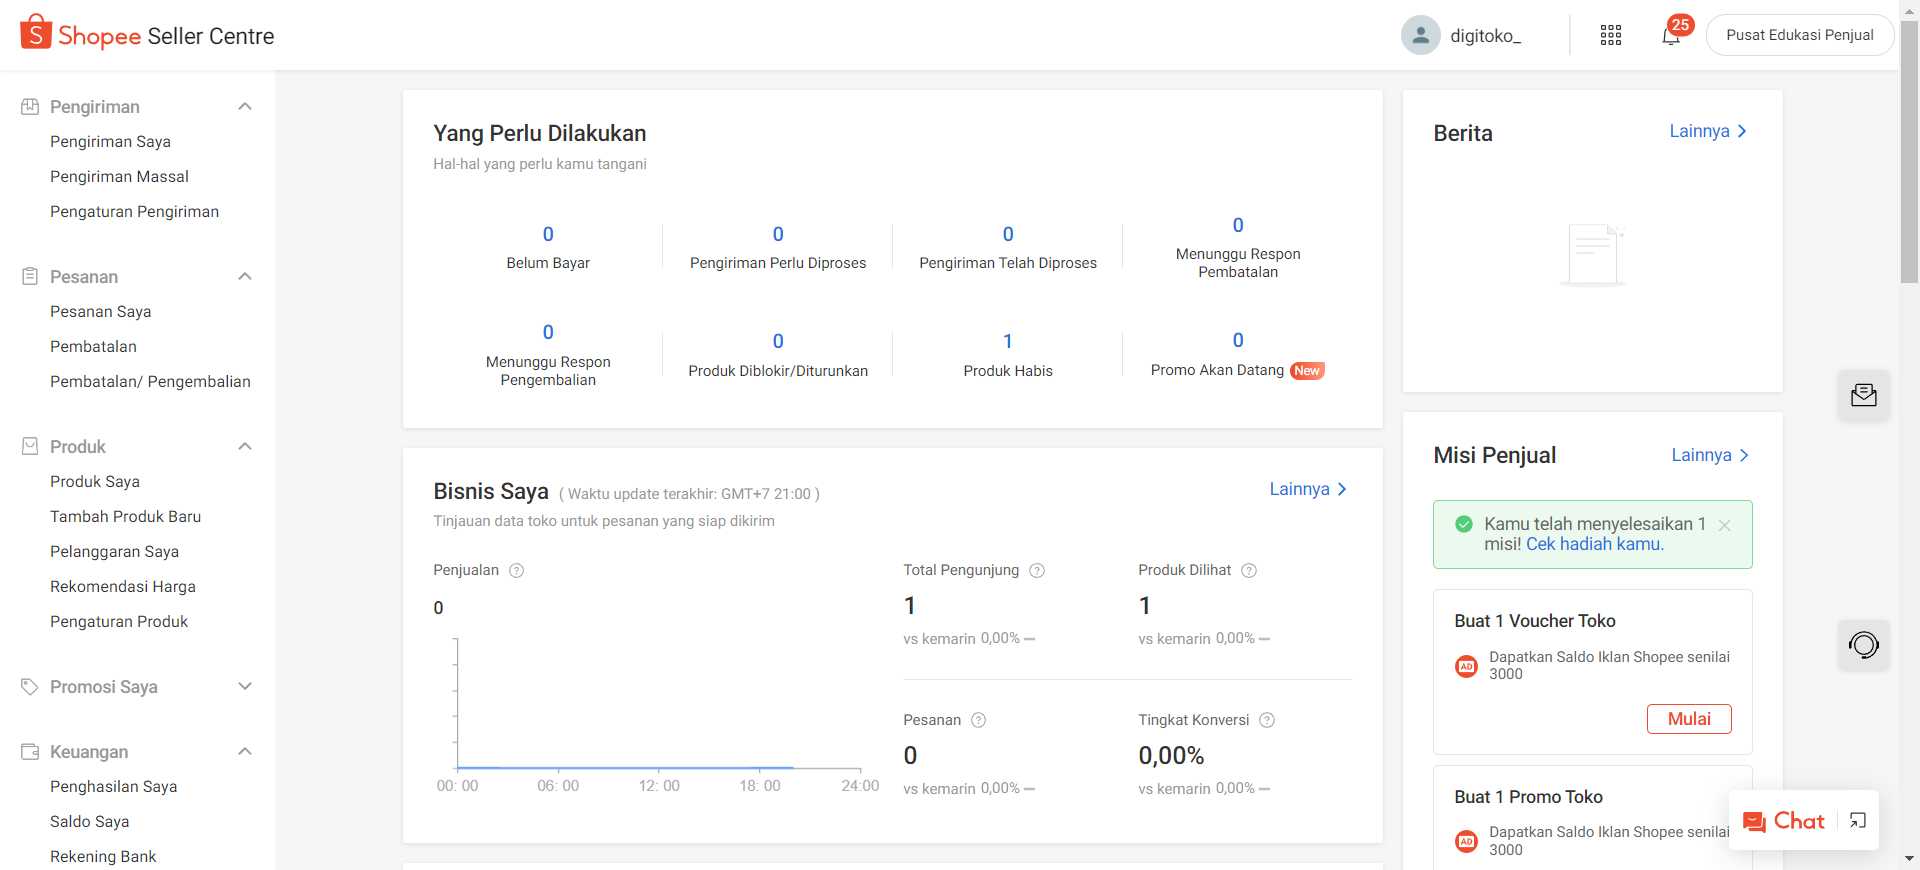 Shopee Seller Centre
digitoko_
25
Pusat Edukasi Penjual
Pengiriman
Pengiriman Saya
Pengiriman Massal
Pengaturan Pengiriman
Pesanan
Pesanan Saya
Pembatalan
Pembatalan/ Pengembalian
Produk
Produk Saya
Tambah Produk Baru
Pelanggaran Saya
Rekomendasi Harga
Pengaturan Produk
Promosi Saya
Keuangan
Penghasilan Saya
Saldo Saya
Rekening Bank
Yang Perlu Dilakukan
Hal-hal yang perlu kamu tangani
0
Belum Bayar
0
Pengiriman Perlu Diproses
0
Pengiriman Telah Diproses
0
Menunggu Respon
Pembatalan
0
Menunggu Respon
Pengembalian
0
Produk Diblokir/Diturunkan
1
Produk Habis
0
Promo Akan Datang New
Bisnis Saya ( Waktu update terakhir: GMT+7 21:00 )
Lainnya
Tinjauan data toko untuk pesanan yang siap dikirim
Penjualan ?
0
00: 00 06: 00 12: 00 18: 00 24:00
Total Pengunjung ?
1
vs kemarin 0,00%
Produk Dilihat ?
1
vs kemarin 0,00%
Pesanan ?
0
vs kemarin 0,00%
Tingkat Konversi ?
0,00%
vs kemarin 0,00%
Berita
Lainnya
Misi Penjual
Lainnya
Kamu telah menyelesaikan 1
misi! Cek hadiah kamu.
Buat 1 Voucher Toko
AD
Dapatkan Saldo Iklan Shopee senilai
3000
Mulai
Buat 1 Promo Toko
AD
Dapatkan Saldo Iklan Shopee senilai
3000
Chat